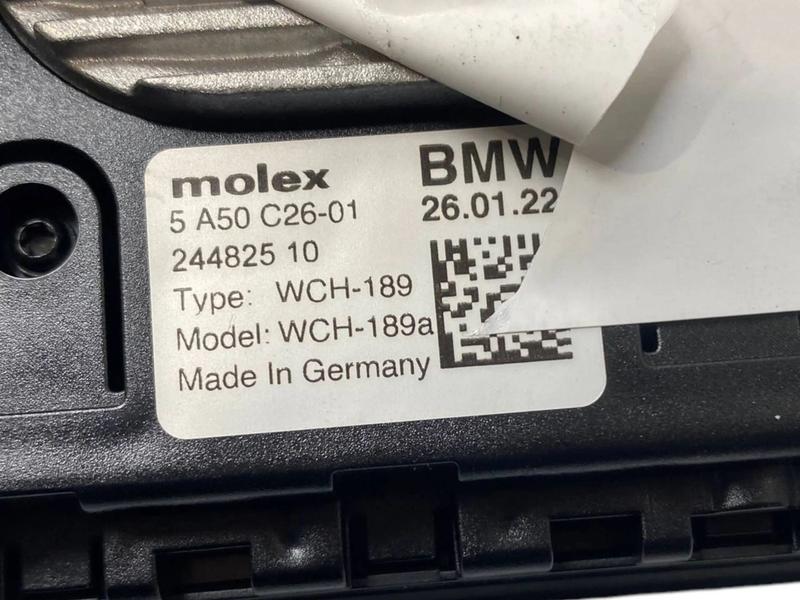 molex
BMW
5 A50 C26-01
26.01.22
244825 10
Type: WCH-189
Model: WCH-189a
Made In Germany